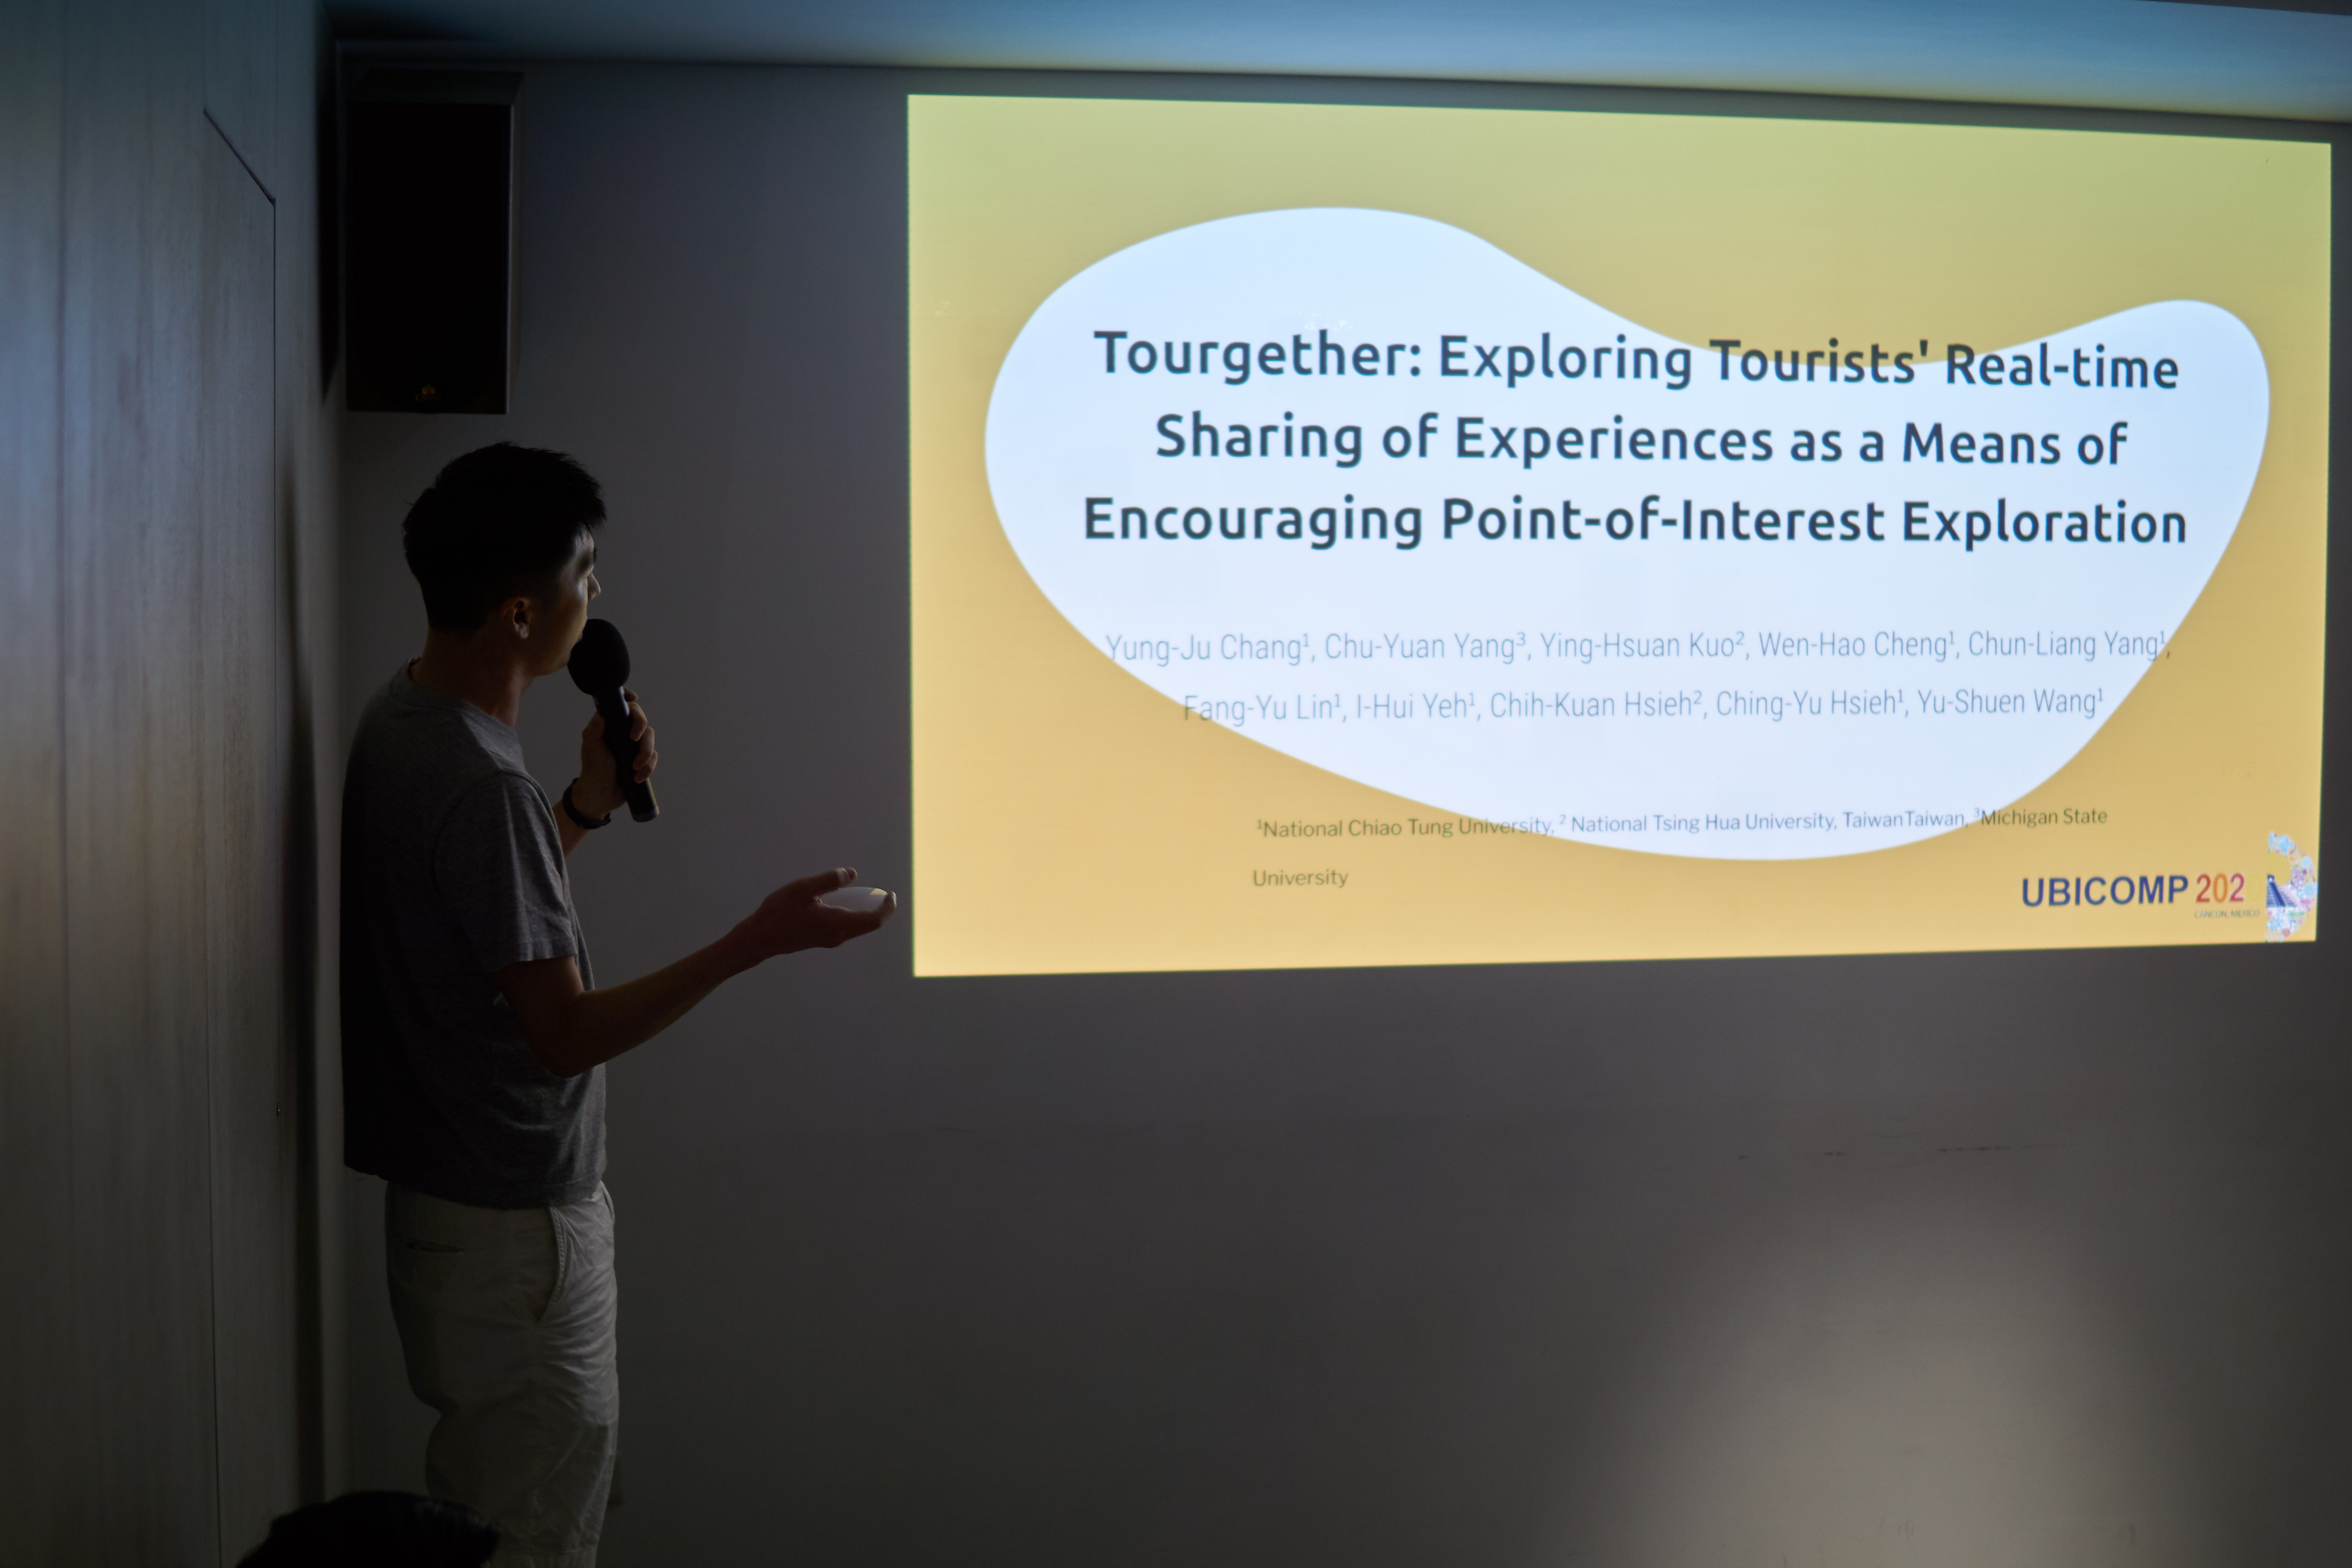 Tourgether: Exploring Tourists' Real-time
Sharing of Experiences as a Means of
Encouraging Point-of-Interest Exploration
Yung-Ju Chang¹, Chu-Yuan Yang³, Ying-Hsuan Kuo², Wen-Hao Cheng¹, Chun-Liang Yang¹,
Fang-Yu Lin¹, I-Hui Yeh¹, Chih-Kuan Hsieh², Ching-Yu Hsieh¹, Yu-Shuen Wang¹
¹National Chiao Tung University, ² National Tsing Hua University, TaiwanTaiwan, ³Michigan State
University
UBICOMP 202
CANCUN, MEXICO